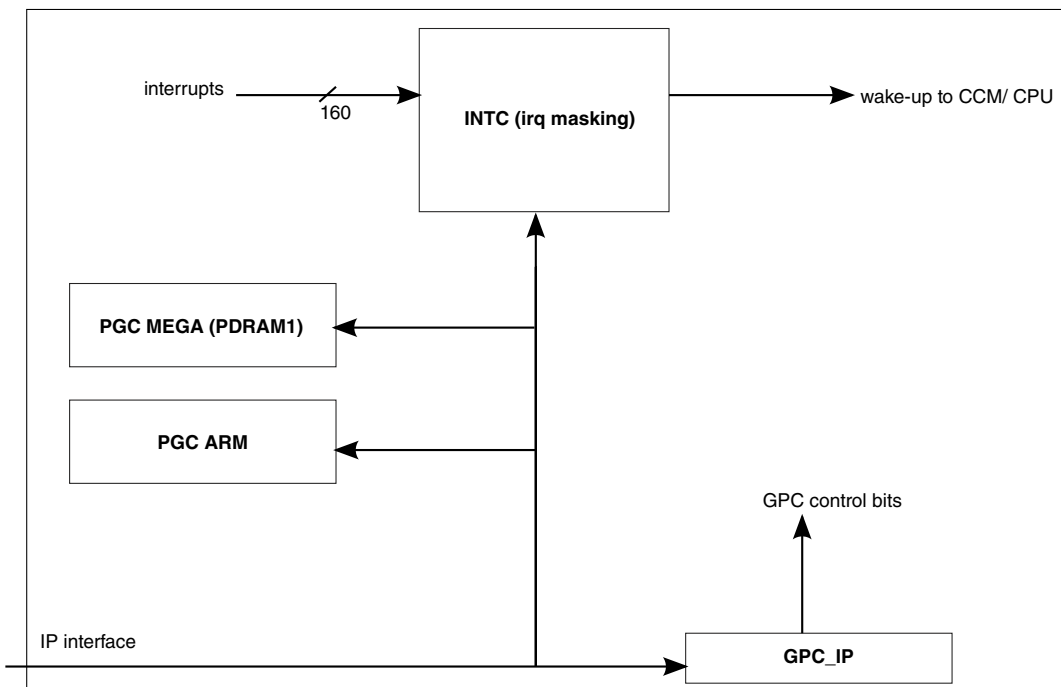 interrupts
160
INTC (irq masking)
wake-up to CCM/ CPU
PGC MEGA (PDRAM1)
PGC ARM
GPC control bits
IP interface
GPC_IP